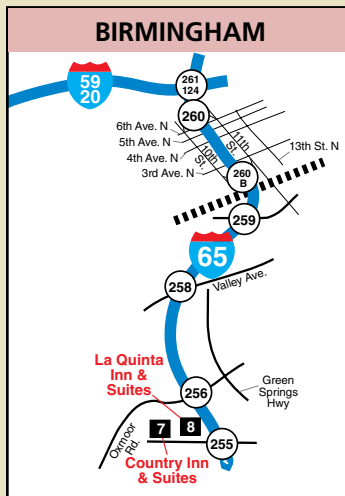 BIRMINGHAM
59
20
261
124
260
6th Ave. N
5th Ave. N
4th Ave. N
3rd Ave. N
10th
St.
11th
St.
13th St. N
260
B
259
65
258
Valley Ave.
La Quinta
Inn &
Suites
256
Green
Springs
Hwy
Oxmoor
Rd.
7
8
255
Country Inn
& Suites